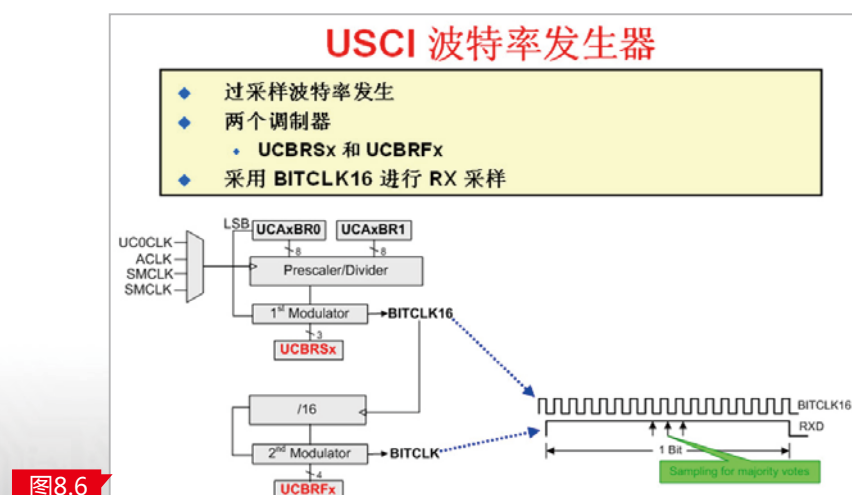 USCI 波特率发生器
过采样波特率发生
两个调制器
UCBRSx 和 UCBRFx
采用 BITCLK16 进行 RX 采样
LSB UCAxBR0 UCAxBR1
UC0CLK
ACLK
SMCLK
SMCLK
8 8
Prescaler/Divider
1st Modulator BITCLK16
3
UCBRSx
/16
2nd Modulator BITCLK
4
UCBRFx
BITCLK16
RXD
1 Bit
Sampling for majority votes
图8.6